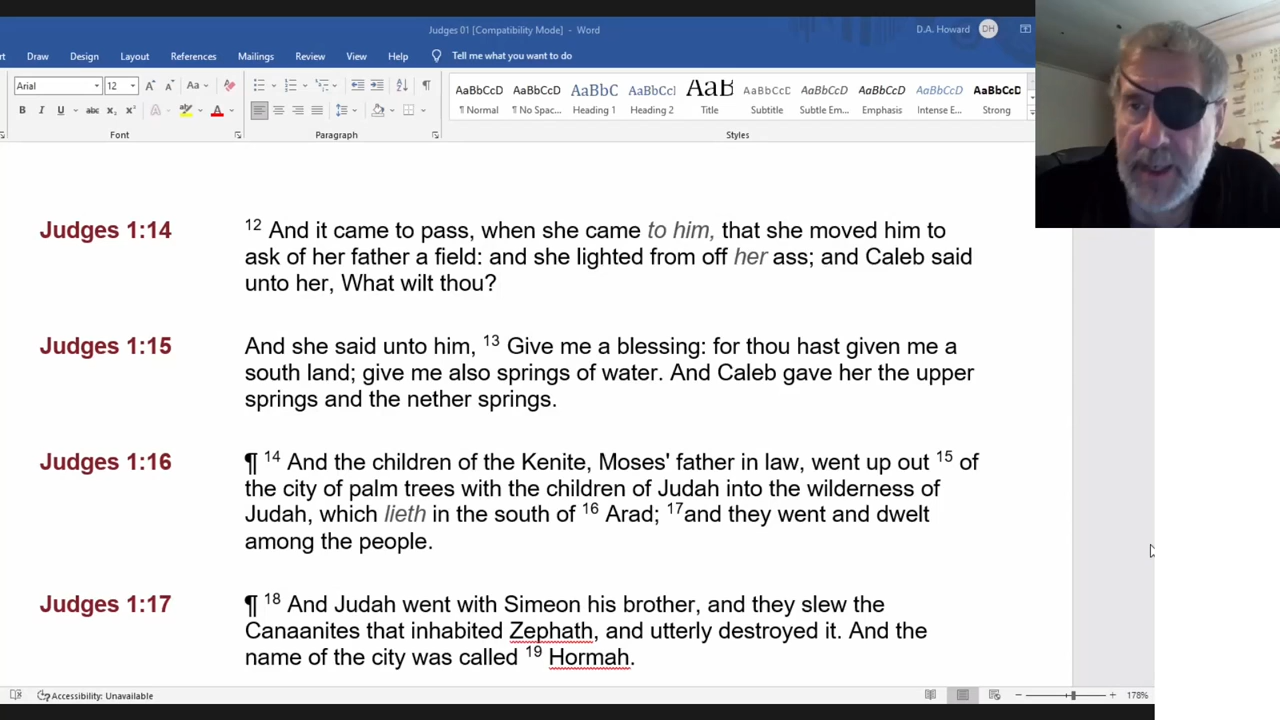 Judges 01 [Compatibility Mode] - Word
D.A. Howard DH
Draw Design Layout References Mailings Review View Help Tell me what you want to do
Arial 12 Aa
AaBbCcD AaBbCcD AaBbC AaBbCc AaB AaBbCcD AaBbCcD AaBbCcD AaBbCcD AaBbCcD
B I U abc A A
¶ Normal ¶ No Spac... Heading 1 Heading 2 Title Subtitle Subtle Em... Emphasis Intense E... Strong
Font Paragraph Styles
Judges 1:14 12 And it came to pass, when she came to him, that she moved him to
ask of her father a field: and she lighted from off her ass; and Caleb said
unto her, What wilt thou?
Judges 1:15 And she said unto him, 13 Give me a blessing: for thou hast given me a
south land; give me also springs of water. And Caleb gave her the upper
springs and the nether springs.
Judges 1:16 ¶ 14 And the children of the Kenite, Moses' father in law, went up out 15 of
the city of palm trees with the children of Judah into the wilderness of
Judah, which lieth in the south of 16 Arad; 17 and they went and dwelt
among the people.
Judges 1:17 ¶ 18 And Judah went with Simeon his brother, and they slew the
Canaanites that inhabited Zephath, and utterly destroyed it. And the
name of the city was called 19 Hormah.
Accessibility: Unavailable 178%